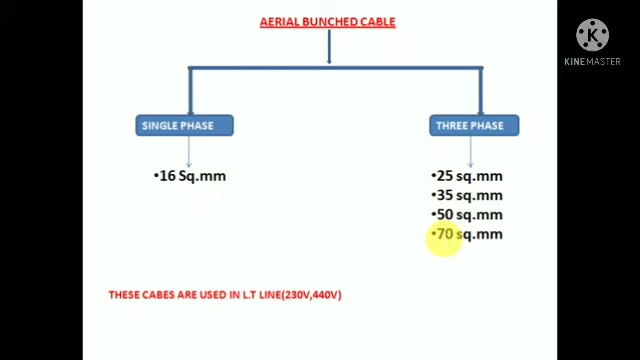 AERIAL BUNCHED CABLE
K
KINEMASTER
SINGLE PHASE
THREE PHASE
•16 Sq.mm
•25 sq.mm
•35 sq.mm
•50 sq.mm
•70 sq.mm
THESE CABES ARE USED IN L.T LINE(230V,440V)